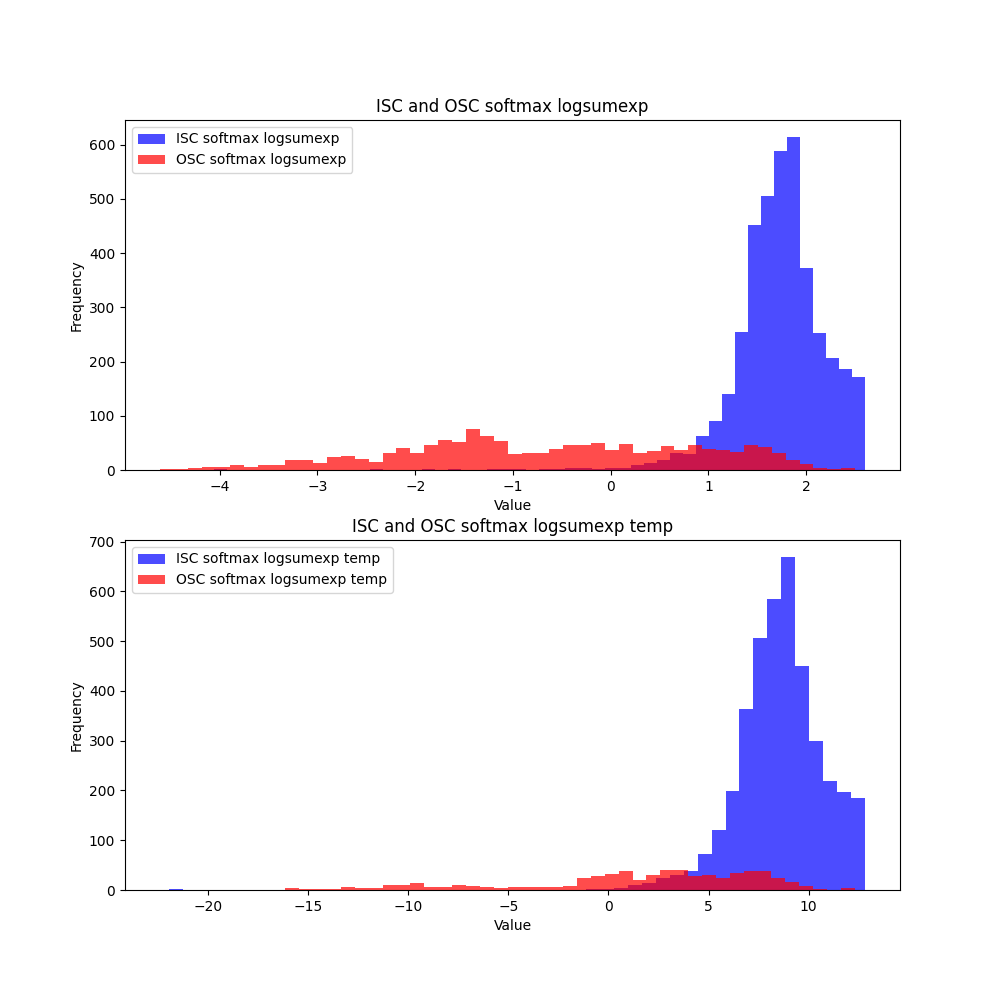 ISC and OSC softmax logsumexp
ISC softmax logsumexp
OSC softmax logsumexp
Frequency
600
500
400
300
200
100
0
−4
−3
−2
−1
0
1
2
Value
ISC and OSC softmax logsumexp temp
ISC softmax logsumexp temp
OSC softmax logsumexp temp
Frequency
700
600
500
400
300
200
100
0
−20
−15
−10
−5
0
5
10
Value